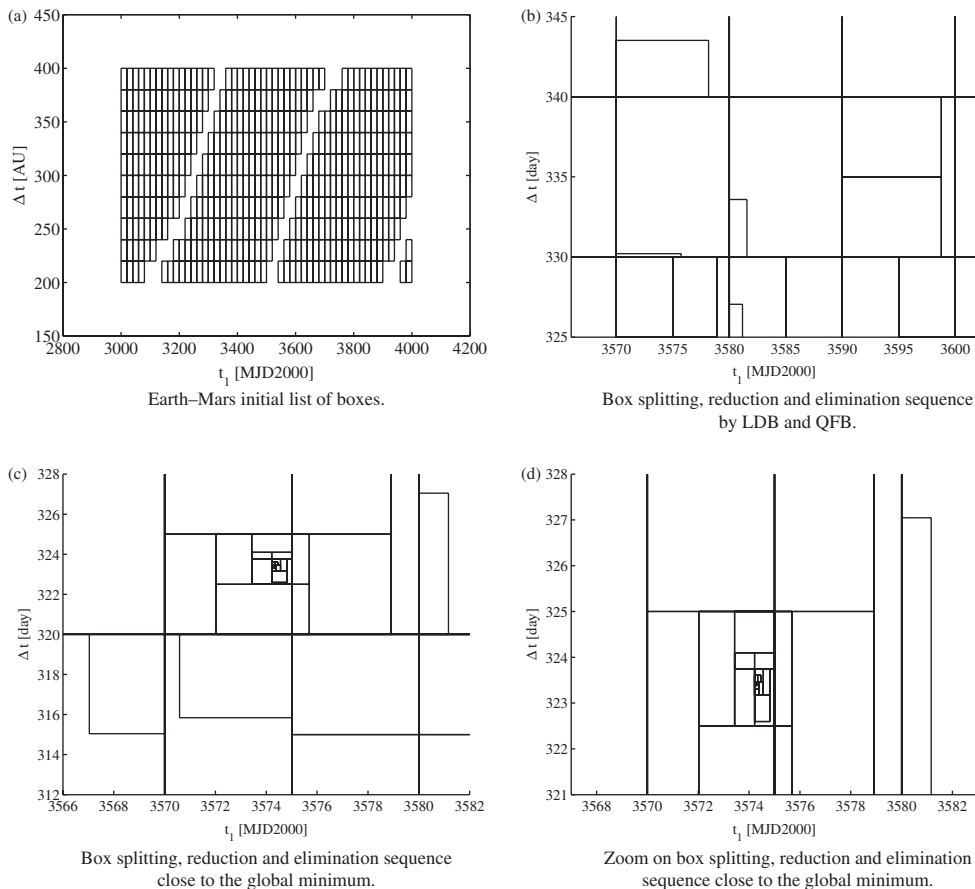 (a)
450
400
350
300
250
200
150
Δ t [AU]
2800 3000 3200 3400 3600 3800 4000 4200
t1 [MJD2000]
Earth–Mars initial list of boxes.
(b)
345
340
335
330
325
Δ t [day]
3570 3575 3580 3585 3590 3595 3600
t1 [MJD2000]
Box splitting, reduction and elimination sequence
by LDB and QFB.
(c)
328
326
324
322
320
318
316
314
312
Δ t [day]
3566 3568 3570 3572 3574 3576 3578 3580 3582
t1 [MJD2000]
Box splitting, reduction and elimination sequence
close to the global minimum.
(d)
328
327
326
325
324
323
322
321
Δ t [day]
3568 3570 3572 3574 3576 3578 3580 3582
t1 [MJD2000]
Zoom on box splitting, reduction and elimination
sequence close to the global minimum.